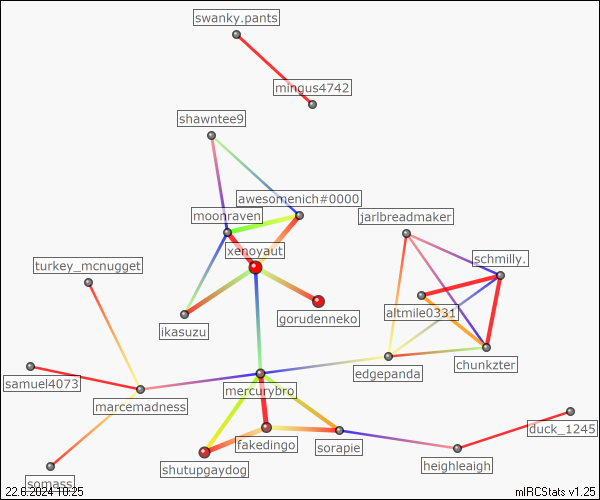 swanky.pants
mingus4742
shawntee9
awesomenich#0000
moonraven
jarlbreadmaker
xenoyaut
schmilly.
turkey_mcnugget
altmile0331
gorudenneko
ikasuzu
chunkzter
edgepanda
samuel4073
mercurybro
marcemadness
duck_1245
fakedingo
sorapie
heighleaigh
shutupgaydog
somass
22.6.2024 10:25
mIRCStats v1.25